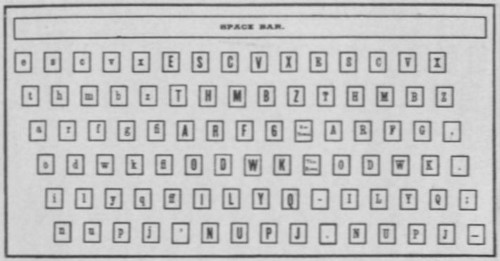 SPACE BAR.
e s c v x E S C V X E S C V X
t h m b z T H M B Z T H M B Z
a r f g fi A R F G A R F G ,
o d w k fl O D W K O D W K .
i l y q ff I L Y Q - I L Y Q :
n u p j ' N U P J . N U P J —